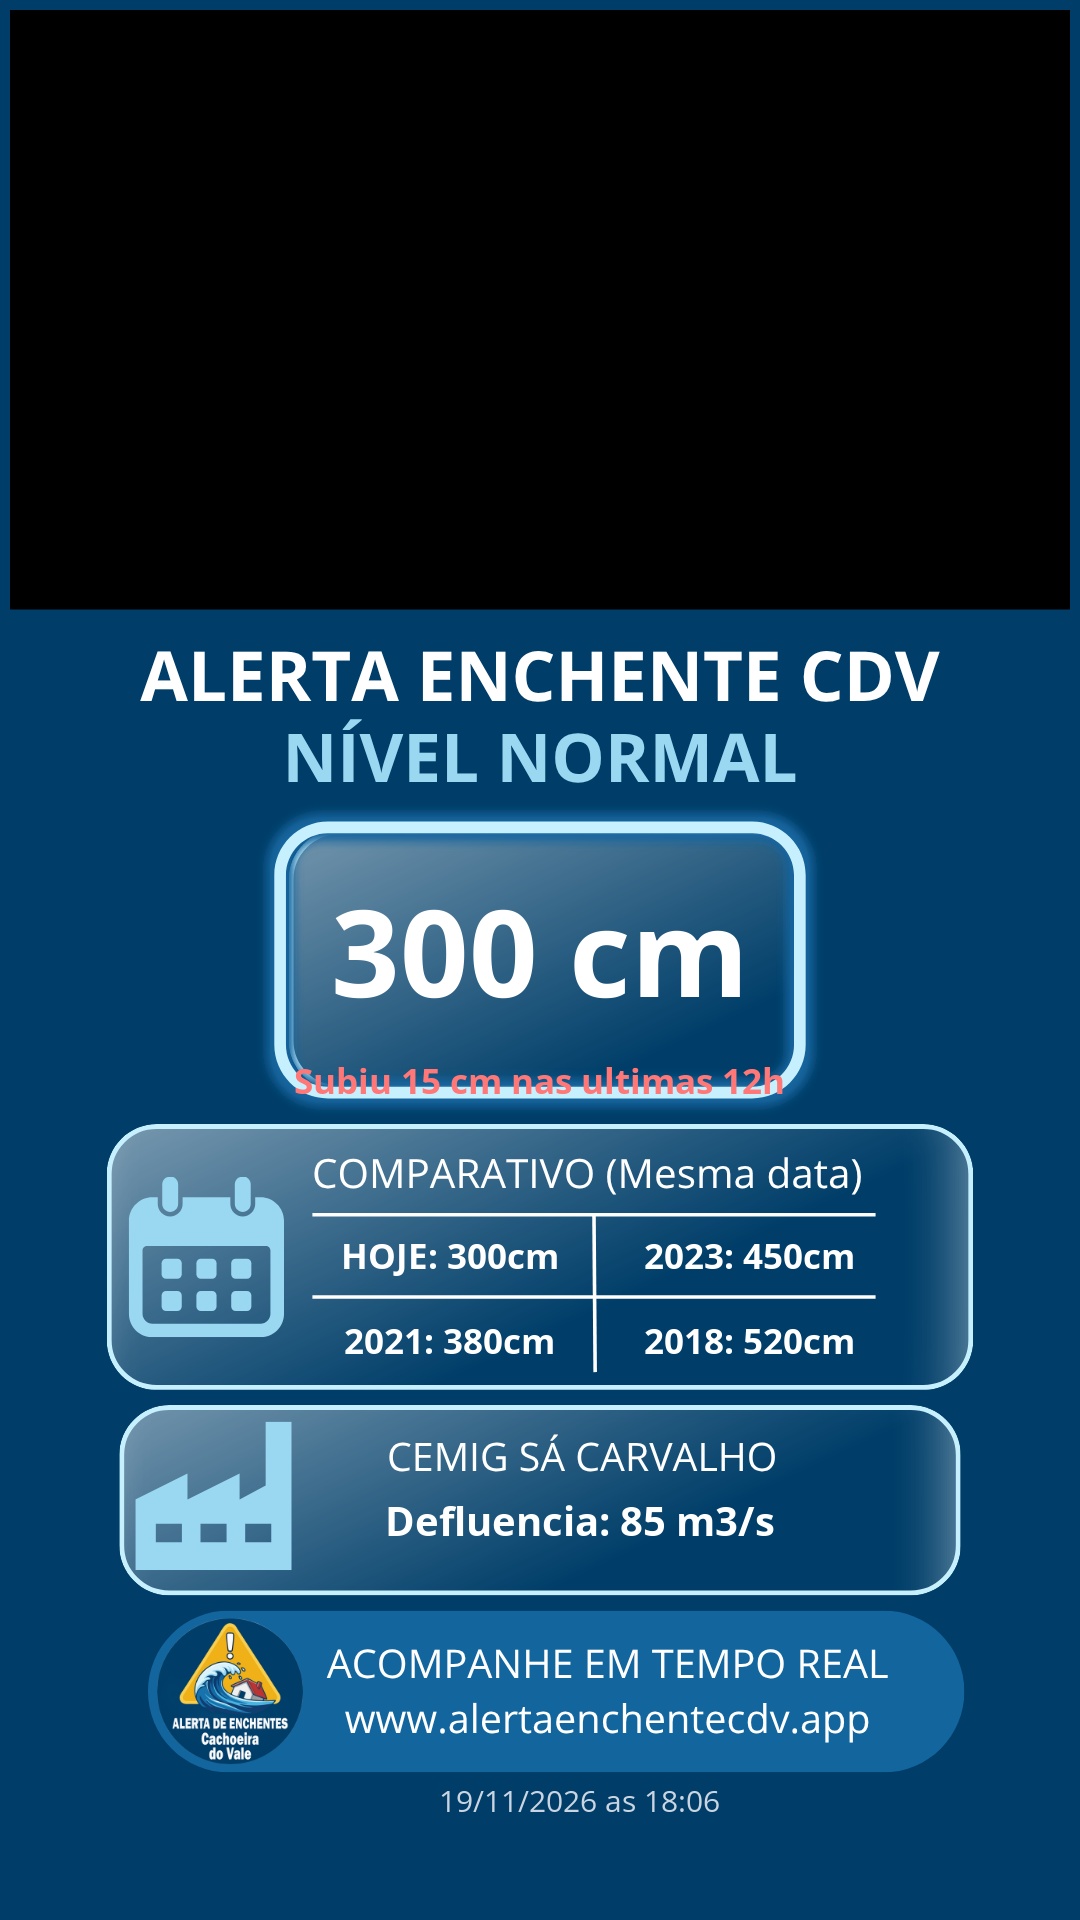 ALERTA ENCHENTE CDV
NÍVEL NORMAL
300 cm
Subiu 15 cm nas ultimas 12h
COMPARATIVO (Mesma data)
HOJE: 300cm
2023: 450cm
2021: 380cm
2018: 520cm
CEMIG SÁ CARVALHO
Defluencia: 85 m3/s
ALERTA DE ENCHENTES
Cachoeira
do Vale
ACOMPANHE EM TEMPO REAL
www.alertaenchentecdv.app
19/11/2026 as 18:06